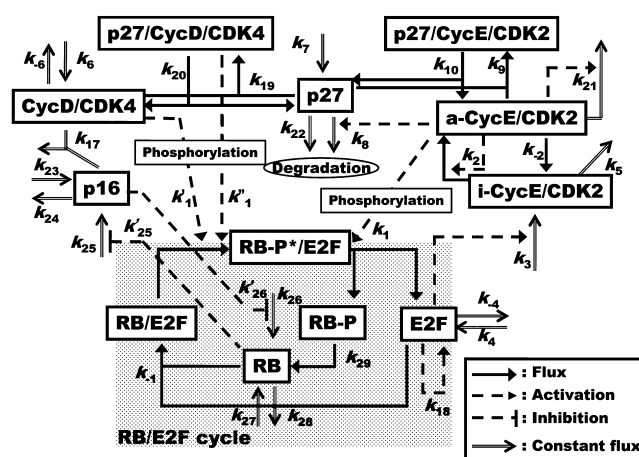 p27/CycD/CDK4
p27/CycE/CDK2
k-6
k6
k7
k20
k19
k10
k9
k21
CycD/CDK4
p27
a-CycE/CDK2
k17
k22
k8
Phosphorylation
Degradation
k2
k-2
k23
p16
k5
i-CycE/CDK2
k24
k'1
k"1
Phosphorylation
k25
k'25
k1
k3
RB-P*/E2F
k'26
k26
RB/E2F
RB-P
E2F
k-4
k4
k29
RB
k-1
k18
k27
k28
RB/E2F cycle
: Flux
: Activation
: Inhibition
: Constant flux